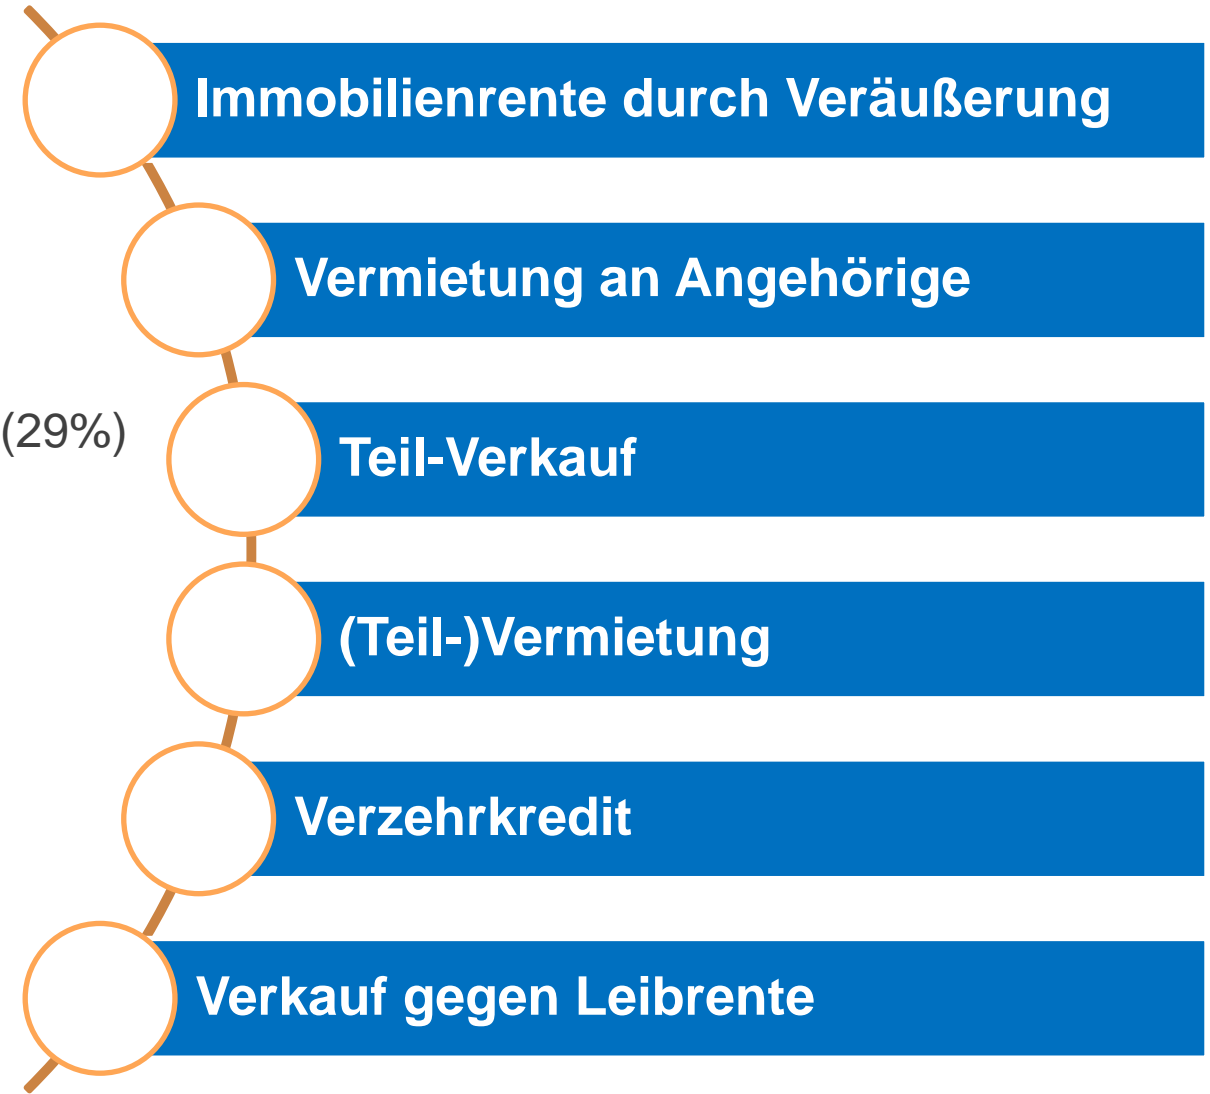 Immobilienrente durch Veräußerung
Vermietung an Angehörige
(29%)
Teil-Verkauf
(Teil-)Vermietung
Verzehrkredit
Verkauf gegen Leibrente